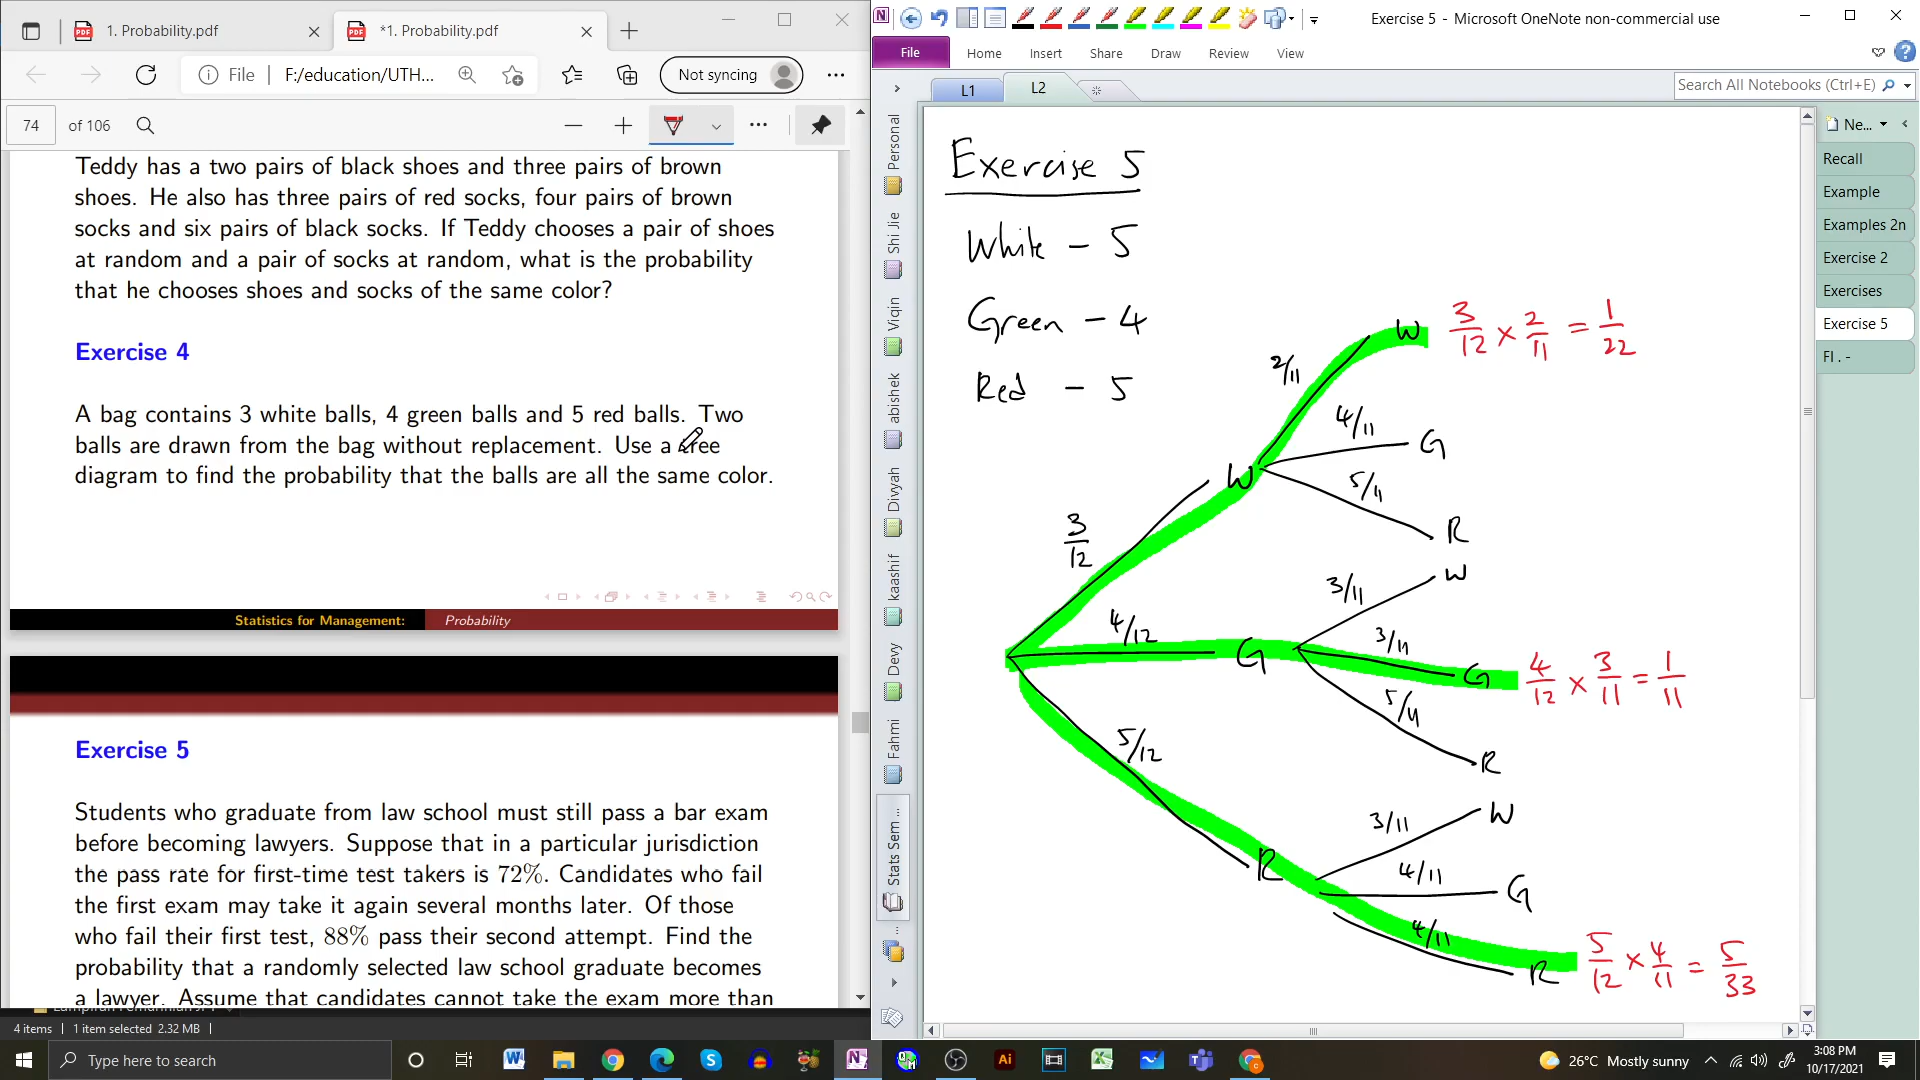 1. Probability.pdf
*1. Probability.pdf
File
F:/education/UTH...
Not syncing
74
of 106
Teddy has a two pairs of black shoes and three pairs of brown
shoes. He also has three pairs of red socks, four pairs of brown
socks and six pairs of black socks. If Teddy chooses a pair of shoes
at random and a pair of socks at random, what is the probability
that he chooses shoes and socks of the same color?
Exercise 4
A bag contains 3 white balls, 4 green balls and 5 red balls. Two
balls are drawn from the bag without replacement. Use a tree
diagram to find the probability that the balls are all the same color.
Statistics for Management:
Probability
Exercise 5
Students who graduate from law school must still pass a bar exam
before becoming lawyers. Suppose that in a particular jurisdiction
the pass rate for first-time test takers is 72%. Candidates who fail
the first exam may take it again several months later. Of those
who fail their first test, 88% pass their second attempt. Find the
probability that a randomly selected law school graduate becomes
a lawyer. Assume that candidates cannot take the exam more than
4 items
1 item selected 2.32 MB
Exercise 5 - Microsoft OneNote non-commercial use
File
Home
Insert
Share
Draw
Review
View
L1
L2
Search All Notebooks (Ctrl+E)
Personal
Shi Jie
Viqin
abishek
Divyah
kaashif
Devy
Fahmi
Stats Sem ...
Exercise 5
White - 5
Green - 4
Red - 5
3/12
W
2/11
W
3/12 × 2/11 = 1/22
4/11
G
5/11
R
4/12
G
3/11
W
3/11
G
4/12 × 3/11 = 1/11
5/11
R
5/12
R
3/11
W
4/11
G
4/11
R
5/12 × 4/11 = 5/33
Ne...
Recall
Example
Examples 2n
Exercise 2
Exercises
Exercise 5
FI . -
Type here to search
26°C Mostly sunny
3:08 PM
10/17/2021